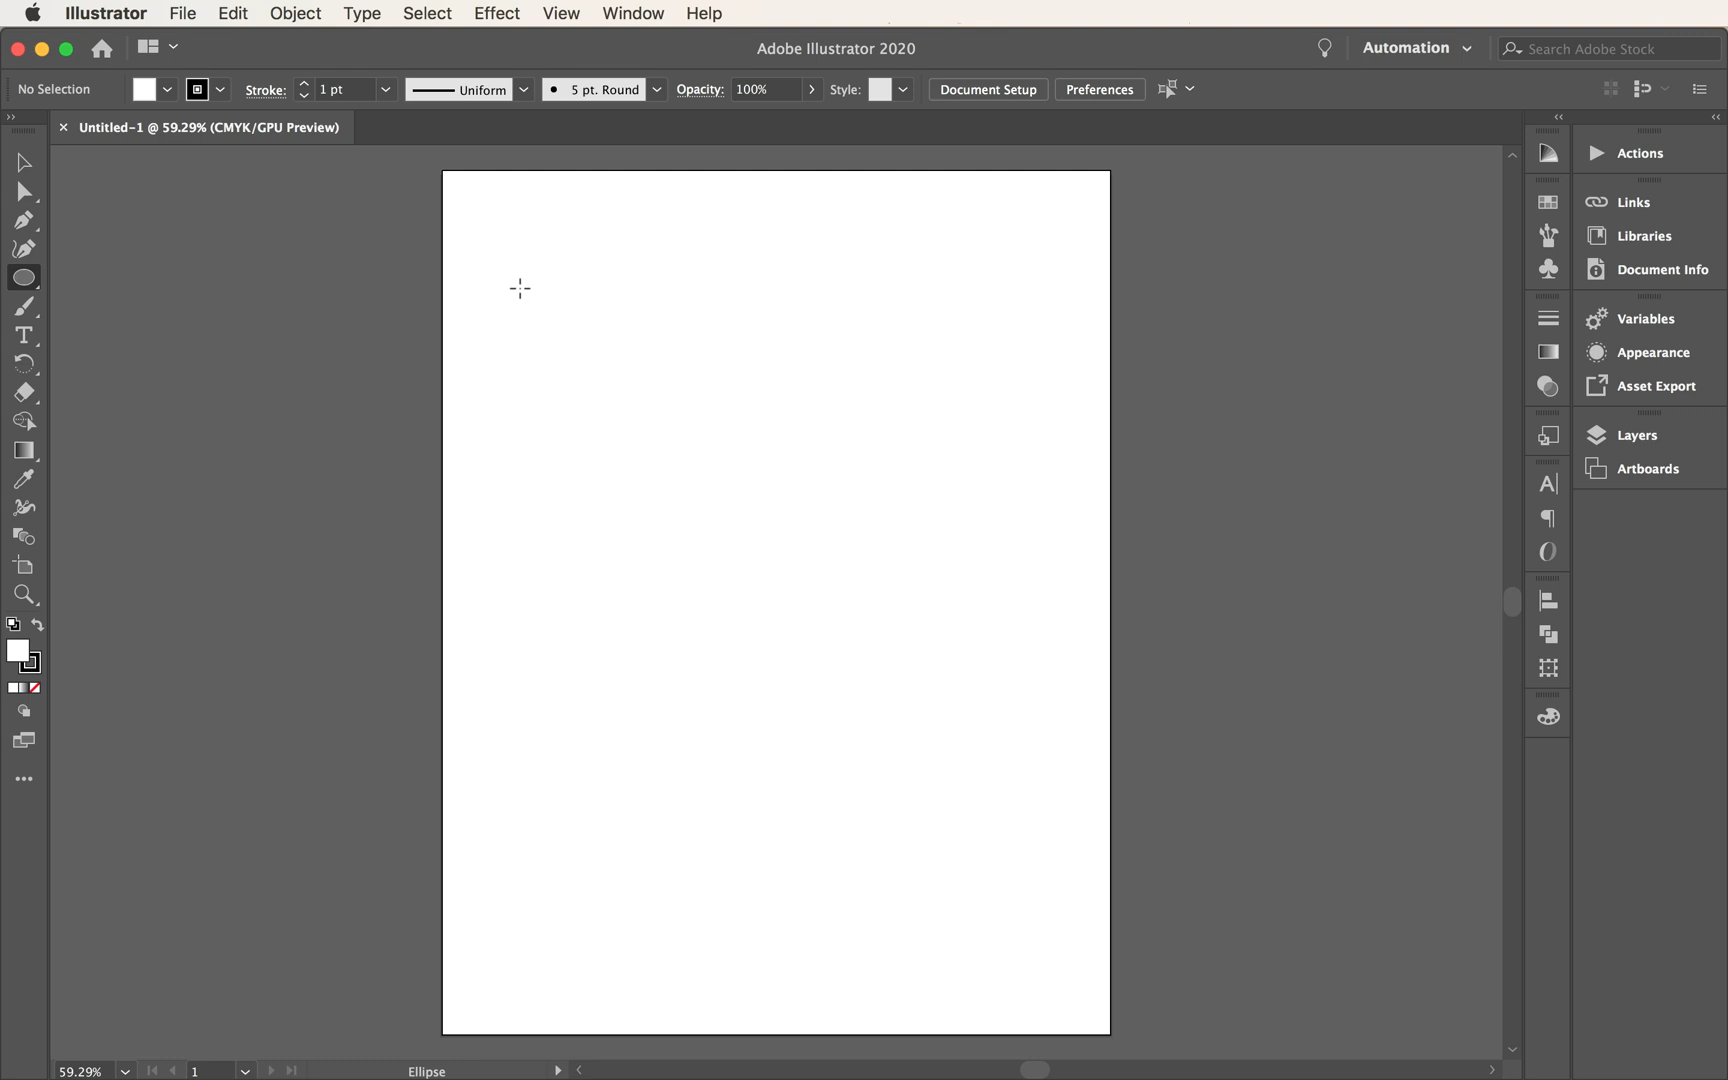 Illustrator File Edit Object Type Select Effect View Window Help
Adobe Illustrator 2020
Automation
Search Adobe Stock
No Selection
Stroke:
1 pt
Uniform
5 pt. Round
Opacity:
100%
Style:
Document Setup
Preferences
Untitled-1 @ 59.29% (CMYK/GPU Preview)
Actions
Links
Libraries
Document Info
Variables
Appearance
Asset Export
Layers
Artboards
59.29%
1
Ellipse